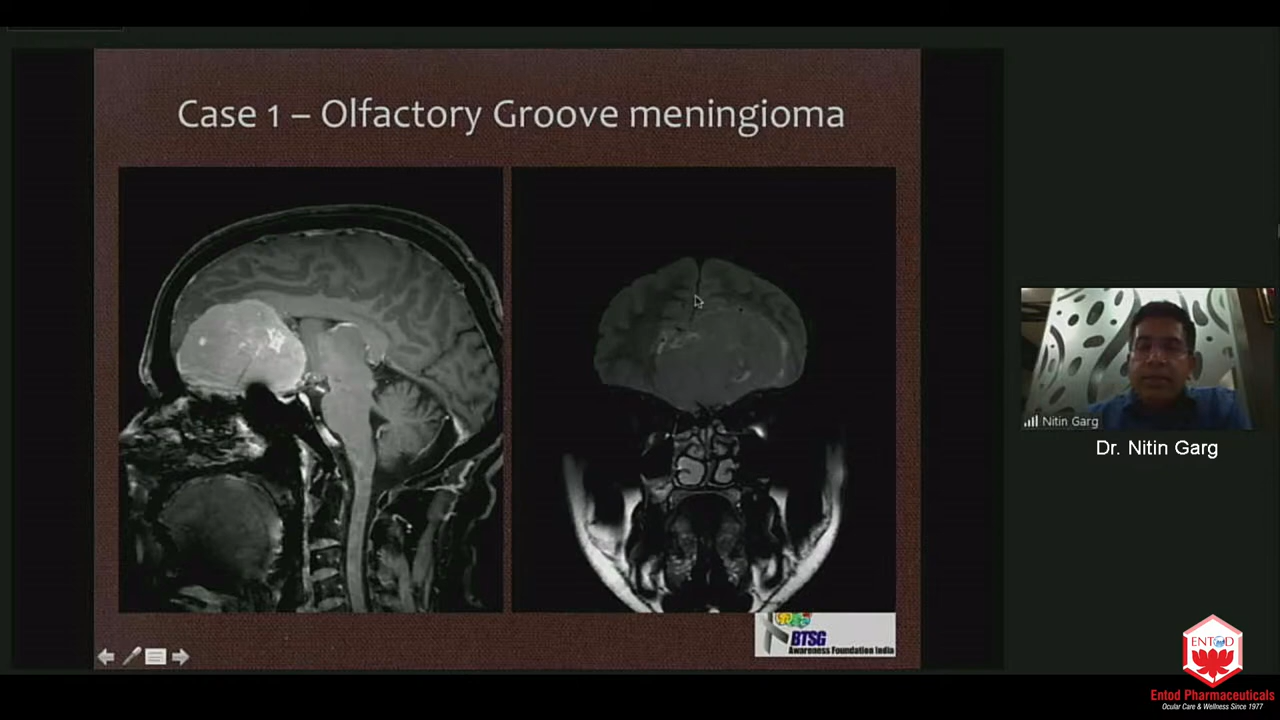 Case 1 – Olfactory Groove meningioma
Nitin Garg
Dr. Nitin Garg
BTSG
Awareness Foundation India
ENTOD
Entod Pharmaceuticals
Ocular Care & Wellness Since 1977